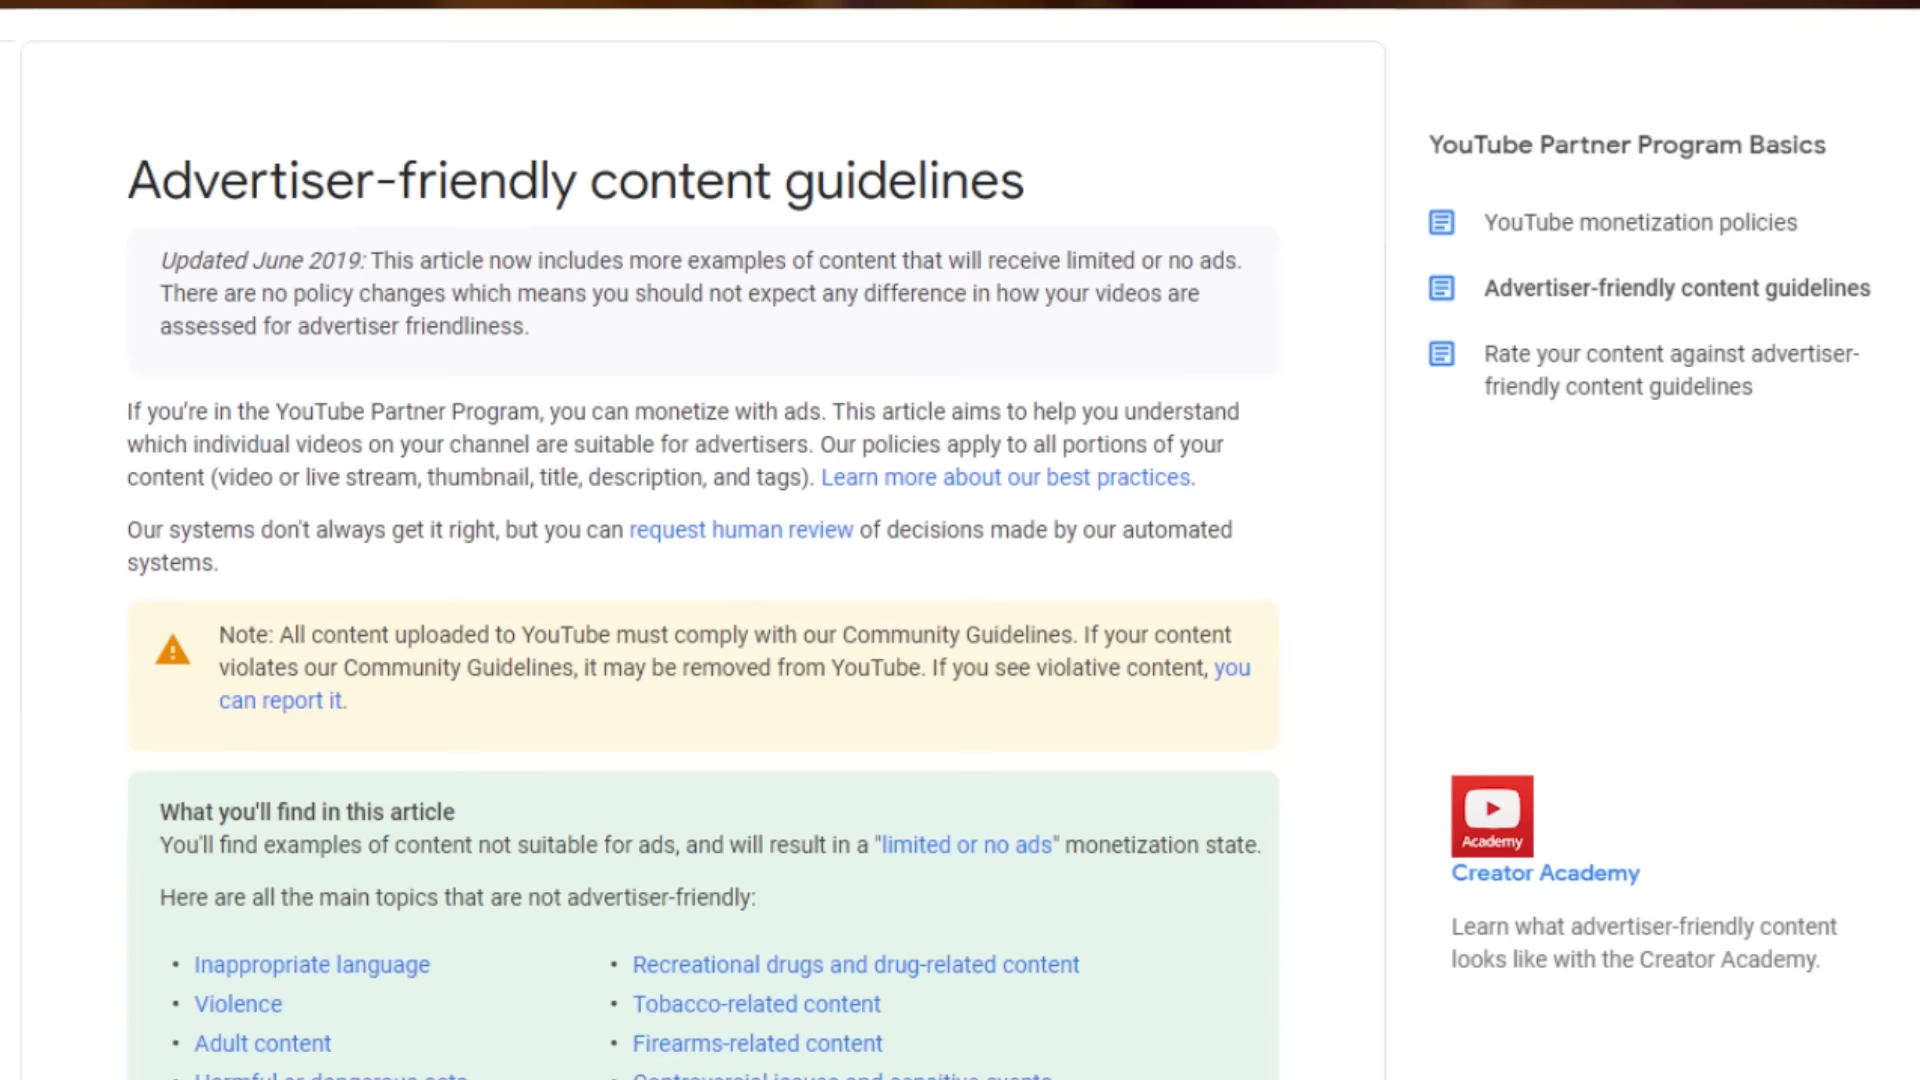 Advertiser-friendly content guidelines
Updated June 2019: This article now includes more examples of content that will receive limited or no ads.
There are no policy changes which means you should not expect any difference in how your videos are
assessed for advertiser friendliness.
If you're in the YouTube Partner Program, you can monetize with ads. This article aims to help you understand
which individual videos on your channel are suitable for advertisers. Our policies apply to all portions of your
content (video or live stream, thumbnail, title, description, and tags). Learn more about our best practices.
Our systems don't always get it right, but you can request human review of decisions made by our automated
systems.
Note: All content uploaded to YouTube must comply with our Community Guidelines. If your content
violates our Community Guidelines, it may be removed from YouTube. If you see violative content, you
can report it.
What you'll find in this article
You'll find examples of content not suitable for ads, and will result in a "limited or no ads" monetization state.
Here are all the main topics that are not advertiser-friendly:
• Inappropriate language
• Violence
• Adult content
• Harmful or dangerous acts
• Recreational drugs and drug-related content
• Tobacco-related content
• Firearms-related content
• Controversial issues and sensitive events
YouTube Partner Program Basics
YouTube monetization policies
Advertiser-friendly content guidelines
Rate your content against advertiser-
friendly content guidelines
Academy
Creator Academy
Learn what advertiser-friendly content
looks like with the Creator Academy.